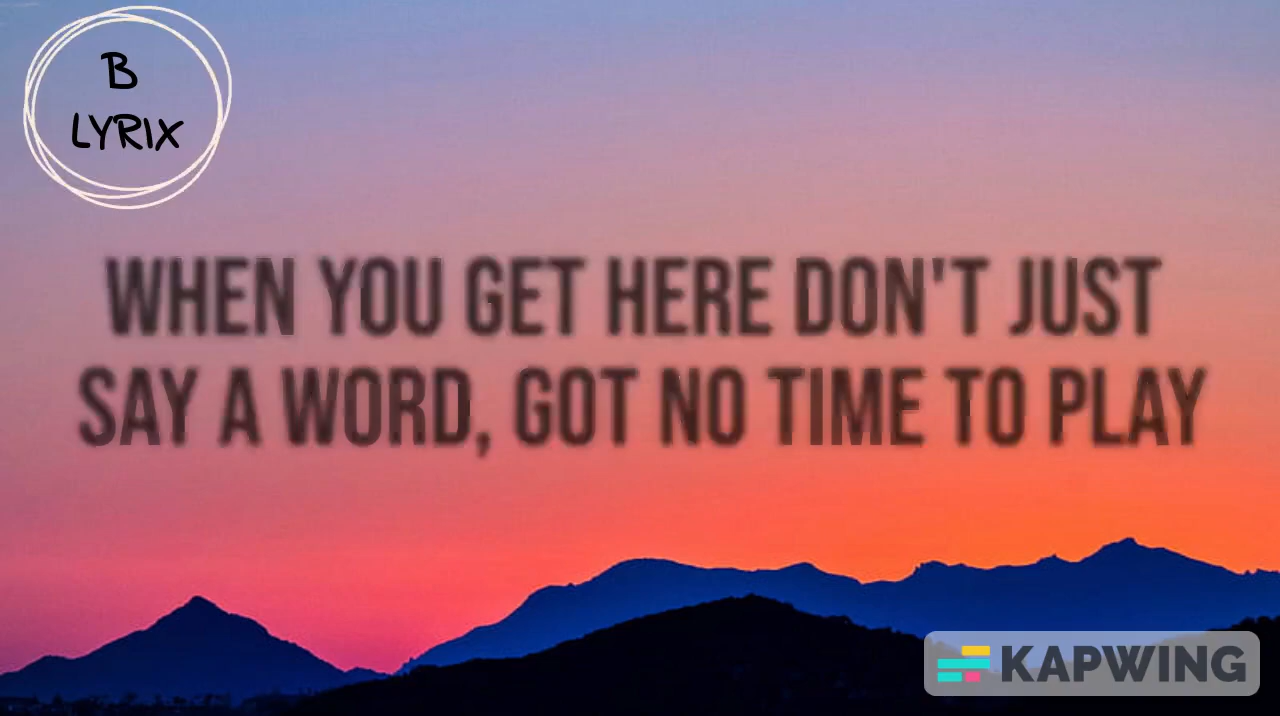 B
LYRIX
WHEN YOU GET HERE DON'T JUST
SAY A WORD, GOT NO TIME TO PLAY
KAPWING